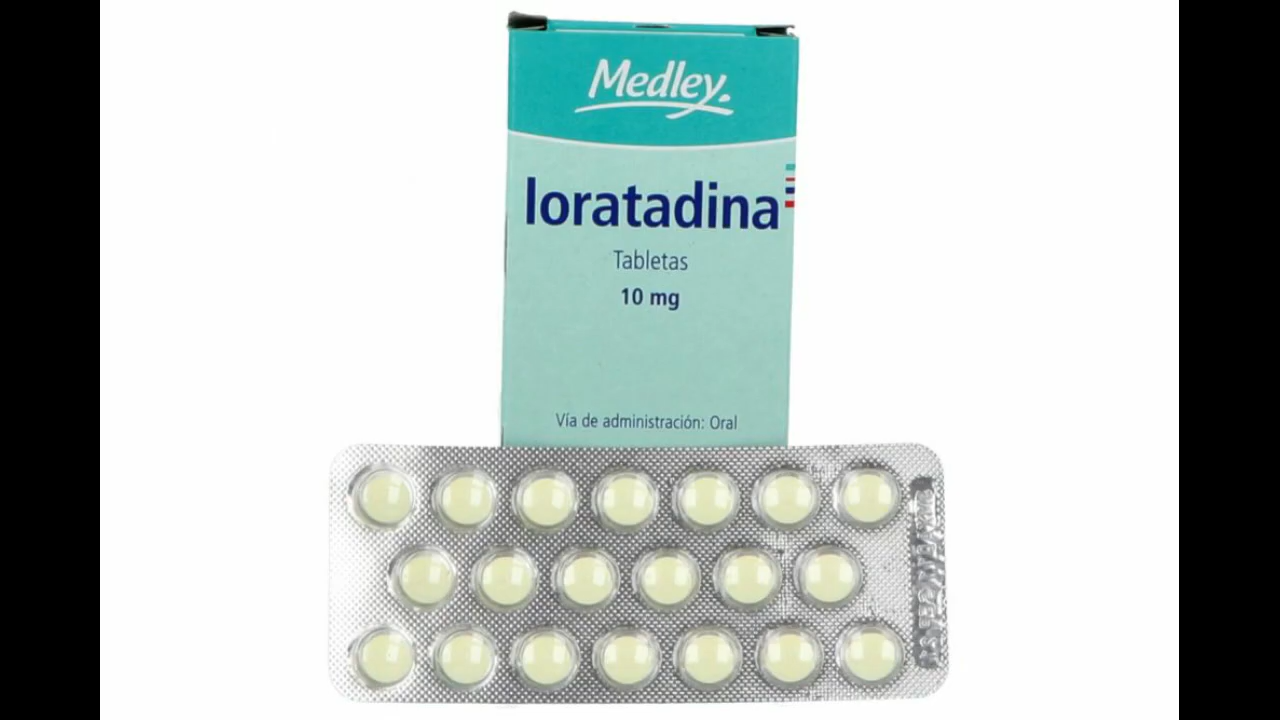 Medley.
loratadina
Tabletas
10 mg
Vía de administración: Oral